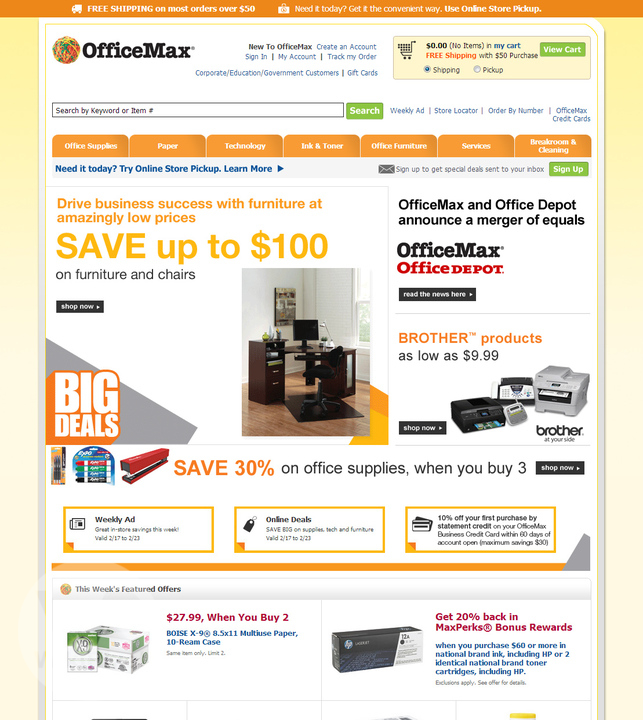 FREE SHIPPING on most orders over $50
Need it today? Get it the convenient way. Use Online Store Pickup.
OfficeMax®
New To OfficeMax Create an Account
Sign In | My Account | Track my Order
Corporate/Education/Government Customers | Gift Cards
$0.00 (No Items) in my cart
FREE Shipping with $50 Purchase
Shipping Pickup
View Cart
Search by Keyword or Item #
Search
Weekly Ad | Store Locator | Order By Number | OfficeMax
Credit Cards
Office Supplies
Paper
Technology
Ink & Toner
Office Furniture
Services
Breakroom &
Cleaning
Need it today? Try Online Store Pickup. Learn More
Sign up to get special deals sent to your inbox
Sign Up
Drive business success with furniture at
amazingly low prices
SAVE up to $100
on furniture and chairs
shop now
BIG
DEALS
OfficeMax and Office Depot
announce a merger of equals
OfficeMax®
Office DEPOT.
read the news here
BROTHER™ products
as low as $9.99
shop now
brother®
at your side
EXPO
SAVE 30% on office supplies, when you buy 3
shop now
Weekly Ad
Great in-store savings this week!
Valid 2/17 to 2/23
Online Deals
SAVE BIG on supplies, tech and furniture
Valid 2/17 to 2/23
10% off your first purchase by
statement credit on your OfficeMax
Business Credit Card within 60 days of
account open (maximum savings $30)
This Week's Featured Offers
X-9
$27.99, When You Buy 2
BOISE X-9® 8.5x11 Multiuse Paper,
10-Ream Case
Same item only. Limit 2.
hp
12A
Get 20% back in
MaxPerks® Bonus Rewards
when you purchase $60 or more in
national brand ink, including HP or 2
identical national brand toner
cartridges, including HP.
Exclusions apply. See offer for details.